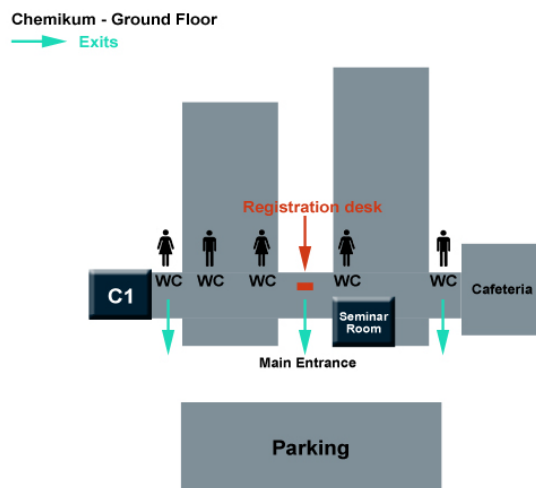 Chemikum - Ground Floor
Exits
Registration desk
WC WC WC WC WC
C1
Cafeteria
Seminar
Room
Main Entrance
Parking